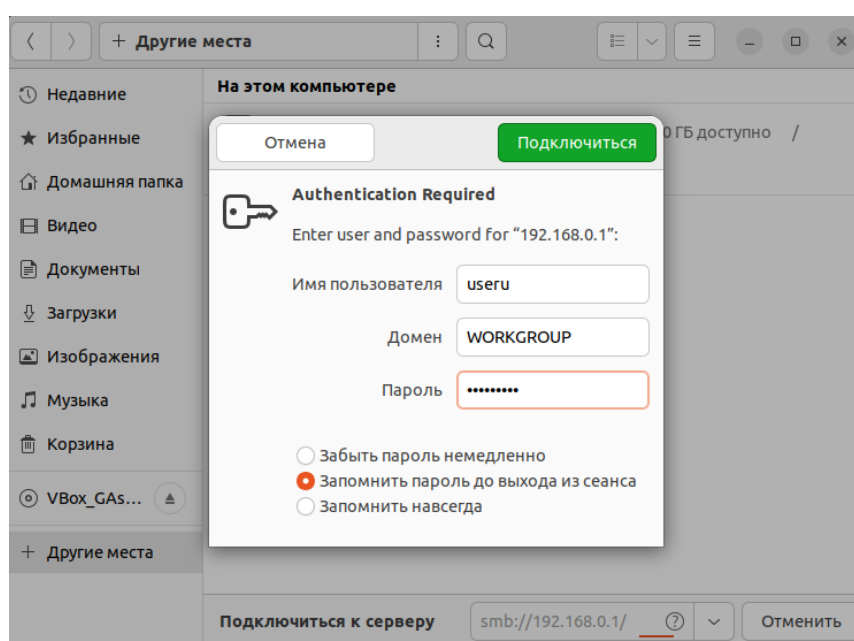 + Другие места
Недавние
Избранные
Домашняя папка
Видео
Документы
Загрузки
Изображения
Музыка
Корзина
VBox_GAs...
+ Другие места
На этом компьютере
ГБ доступно /
Отмена
Подключиться
Authentication Required
Enter user and password for “192.168.0.1”:
Имя пользователя useru
Домен WORKGROUP
Пароль •••••••••
Забыть пароль немедленно
Запомнить пароль до выхода из сеанса
Запомнить навсегда
Подключиться к серверу smb://192.168.0.1/ ? Отменить